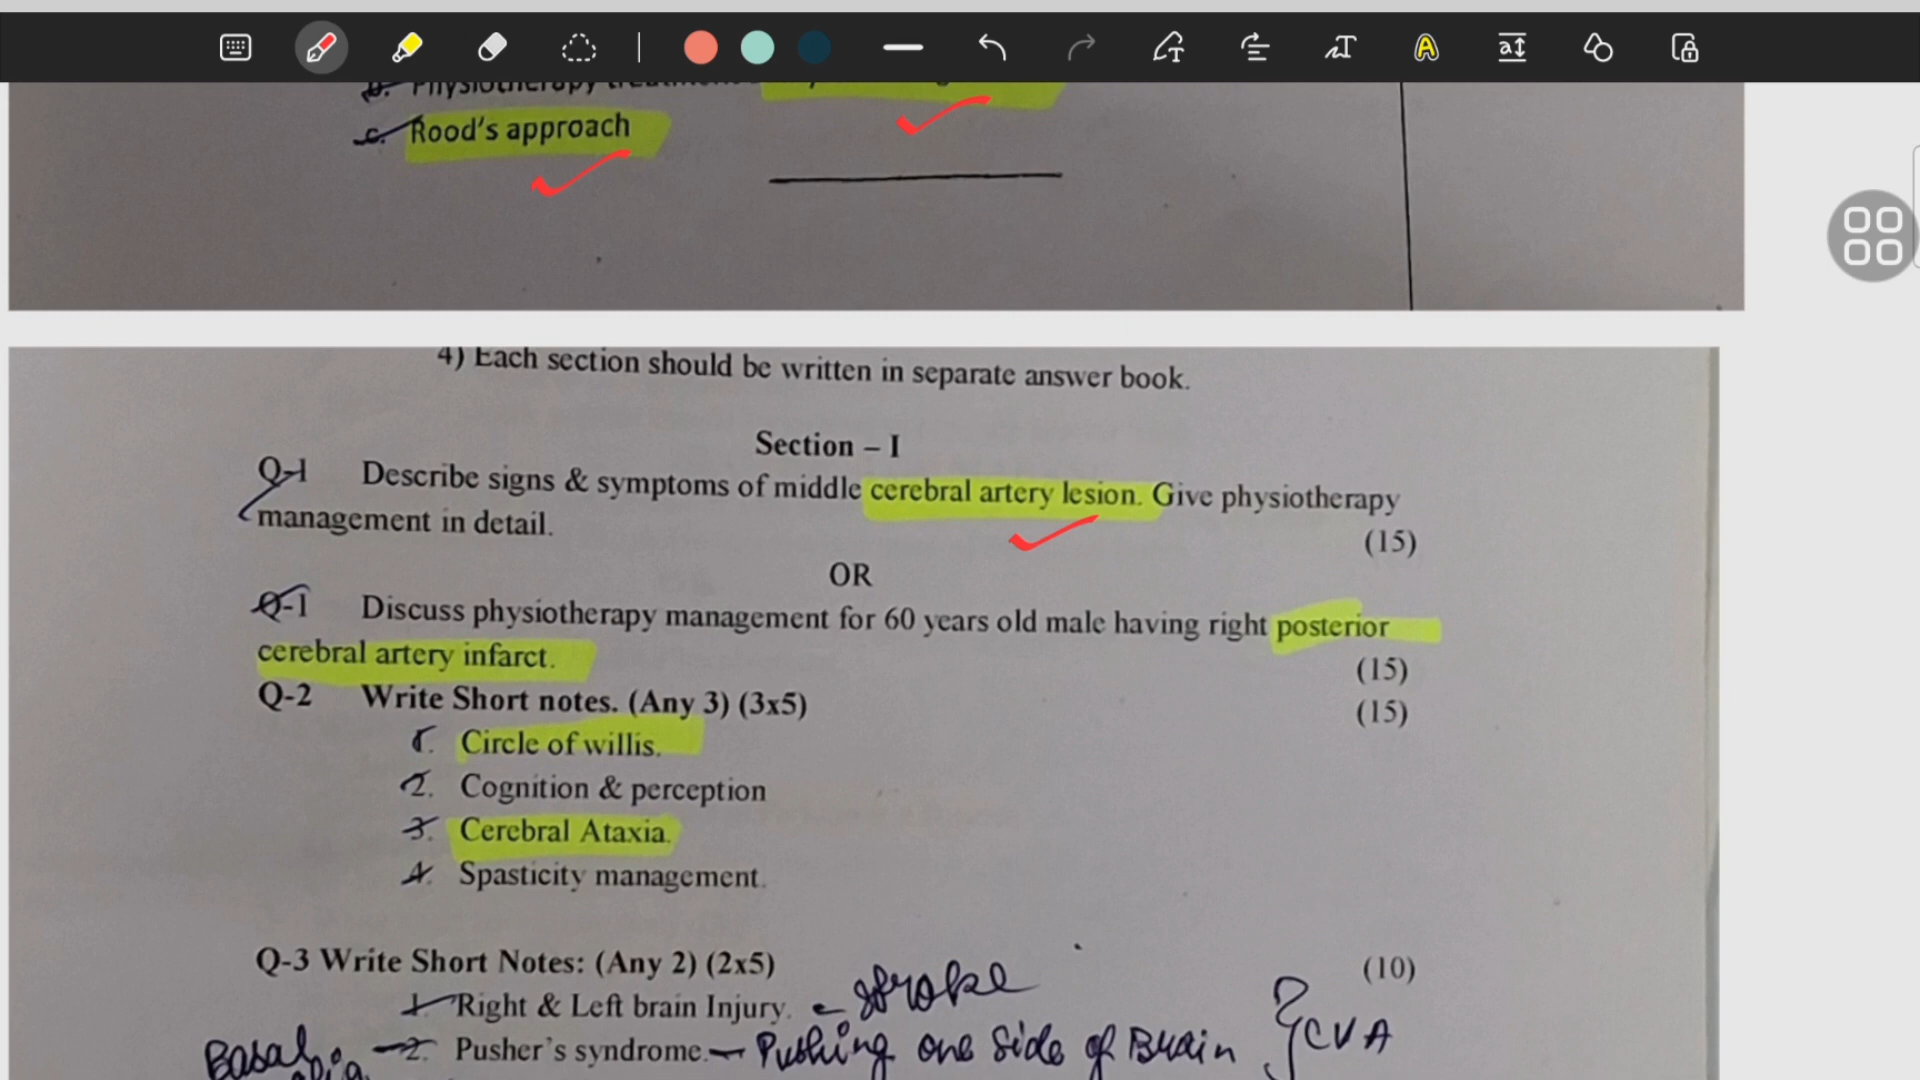 c. Rood's approach
4) Each section should be written in separate answer book.
Section – I
Q-1 Describe signs & symptoms of middle cerebral artery lesion. Give physiotherapy
management in detail. (15)
OR
Q-1 Discuss physiotherapy management for 60 years old male having right posterior
cerebral artery infarct. (15)
Q-2 Write Short notes. (Any 3) (3x5) (15)
1. Circle of willis.
2. Cognition & perception
3. Cerebral Ataxia.
4. Spasticity management.
Q-3 Write Short Notes: (Any 2) (2x5) (10)
1. Right & Left brain Injury. - stroke
Basal 2. Pusher's syndrome. - Pushing one side of Brain } CVA